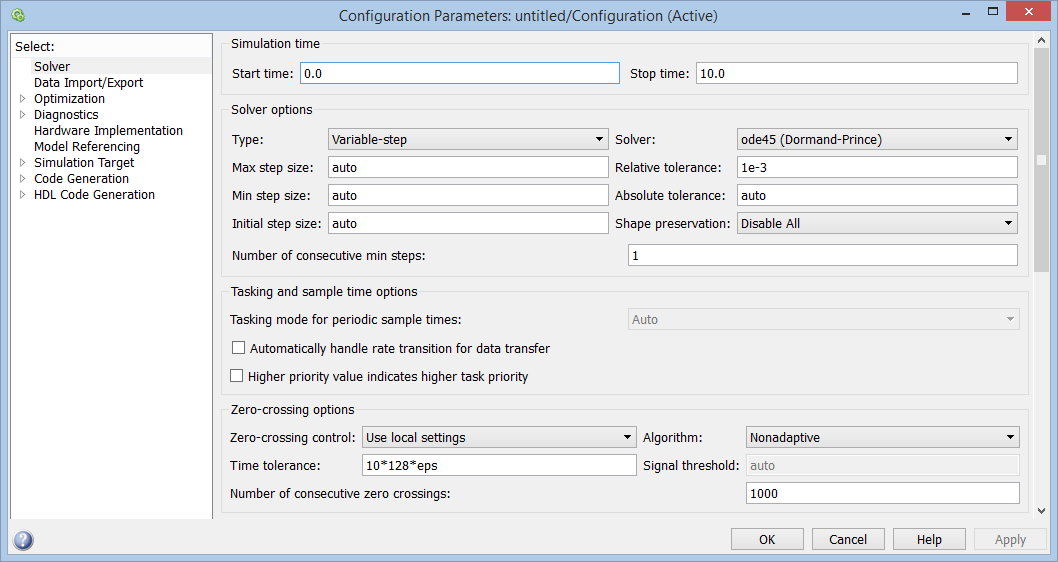 Configuration Parameters: untitled/Configuration (Active)
Select:
Solver
Data Import/Export
Optimization
Diagnostics
Hardware Implementation
Model Referencing
Simulation Target
Code Generation
HDL Code Generation
Simulation time
Start time: 0.0 Stop time: 10.0
Solver options
Type: Variable-step Solver: ode45 (Dormand-Prince)
Max step size: auto Relative tolerance: 1e-3
Min step size: auto Absolute tolerance: auto
Initial step size: auto Shape preservation: Disable All
Number of consecutive min steps: 1
Tasking and sample time options
Tasking mode for periodic sample times: Auto
Automatically handle rate transition for data transfer
Higher priority value indicates higher task priority
Zero-crossing options
Zero-crossing control: Use local settings Algorithm: Nonadaptive
Time tolerance: 10*128*eps Signal threshold: auto
Number of consecutive zero crossings: 1000
? OK Cancel Help Apply